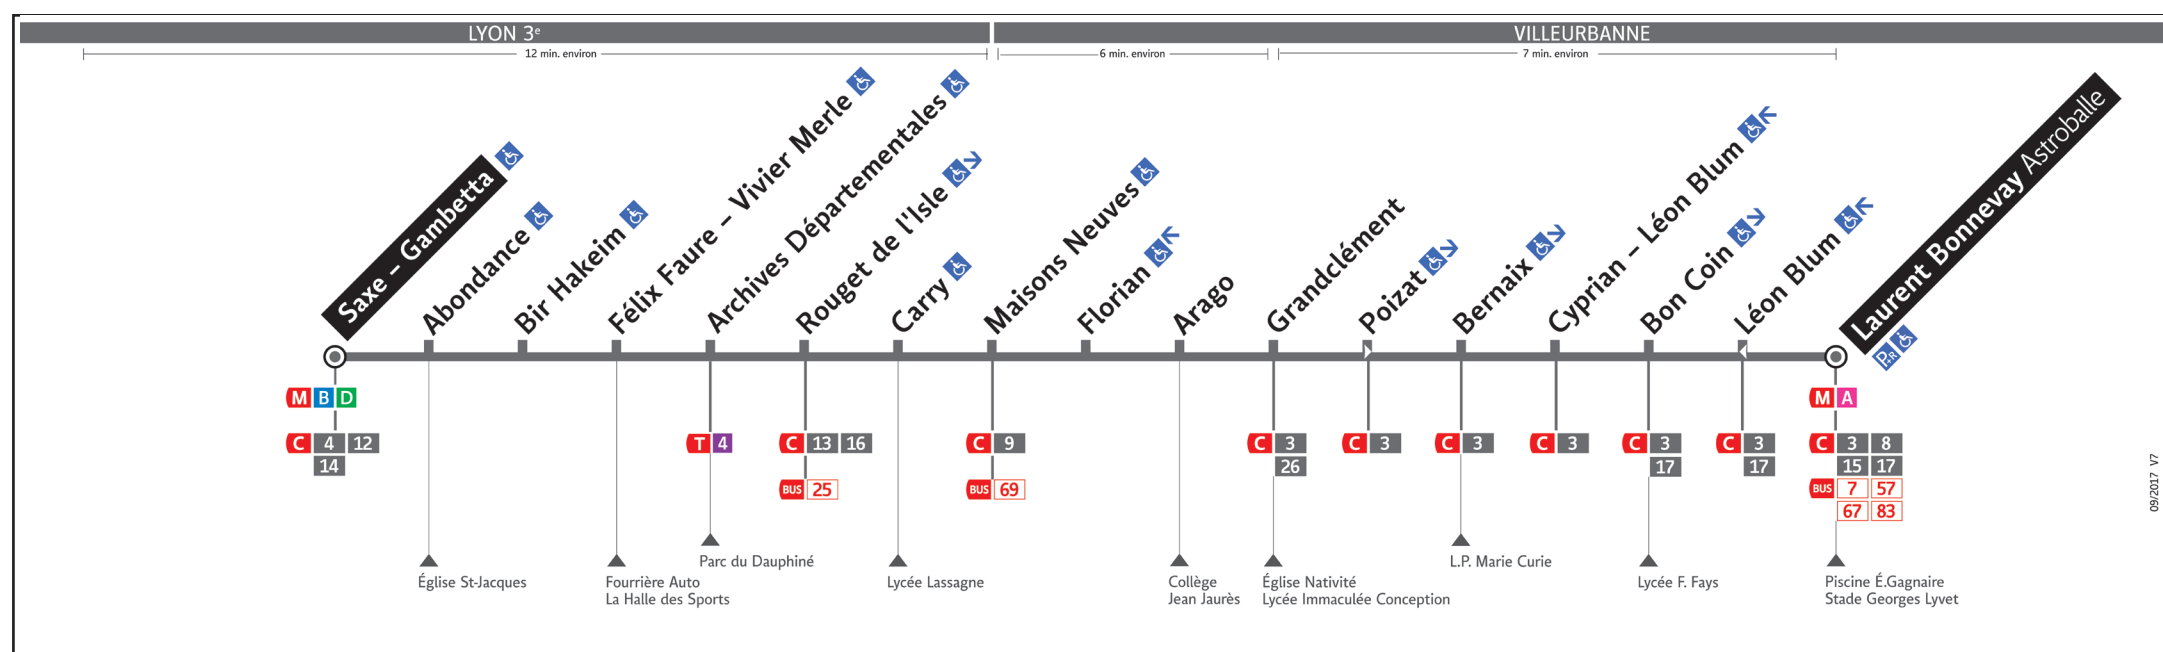 LYON 3e
VILLEURBANNE
12 min. environ
6 min. environ
7 min. environ
Saxe – Gambetta
Abondance
Bir Hakeim
Félix Faure – Vivier Merle
Archives Départementales
Rouget de l'Isle
Carry
Maisons Neuves
Florian
Arago
Grandclément
Poizat
Bernaix
Cyprian – Léon Blum
Bon Coin
Léon Blum
Laurent Bonnevay Astroballe
P+R
M B D
C 4 12
14
T 4
C 13 16
BUS 25
C 9
BUS 69
C 3
26
C 3
C 3
C 3
C 3
17
C 3
17
M A
C 3 8
15 17
BUS 7 57
67 83
Église St-Jacques
Fourrière Auto
La Halle des Sports
Parc du Dauphiné
Lycée Lassagne
Collège
Jean Jaurès
Église Nativité
Lycée Immaculée Conception
L.P. Marie Curie
Lycée F. Fays
Piscine É.Gagnaire
Stade Georges Lyvet
09/2017 V7